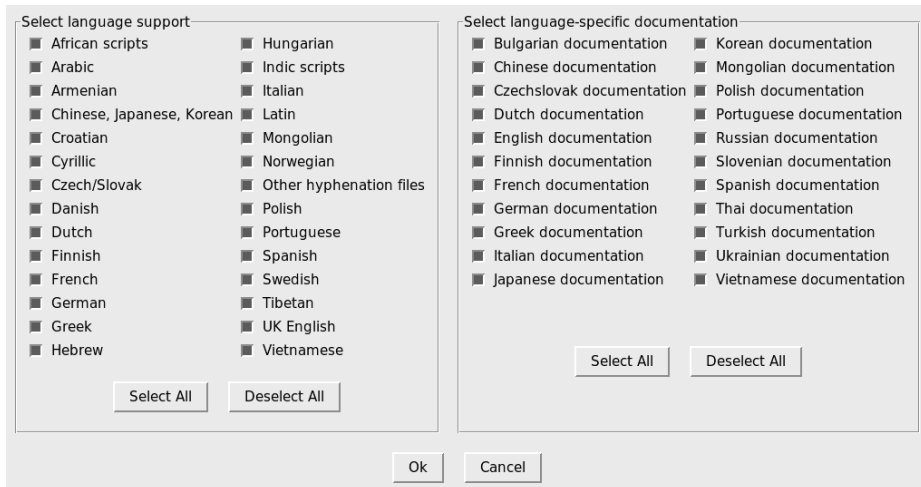 Select language support
African scripts
Arabic
Armenian
Chinese, Japanese, Korean
Croatian
Cyrillic
Czech/Slovak
Danish
Dutch
Finnish
French
German
Greek
Hebrew
Hungarian
Indic scripts
Italian
Latin
Mongolian
Norwegian
Other hyphenation files
Polish
Portuguese
Spanish
Swedish
Tibetan
UK English
Vietnamese
Select All
Deselect All
Select language-specific documentation
Bulgarian documentation
Chinese documentation
Czechslovak documentation
Dutch documentation
English documentation
Finnish documentation
French documentation
German documentation
Greek documentation
Italian documentation
Japanese documentation
Korean documentation
Mongolian documentation
Polish documentation
Portuguese documentation
Russian documentation
Slovenian documentation
Spanish documentation
Thai documentation
Turkish documentation
Ukrainian documentation
Vietnamese documentation
Select All
Deselect All
Ok
Cancel